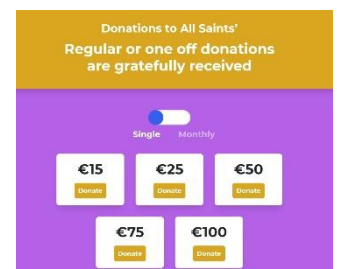 Donations to All Saints'
Regular or one off donations
are gratefully received
Single Monthly
€15 €25 €50
Donate Donate Donate
€75 €100
Donate Donate